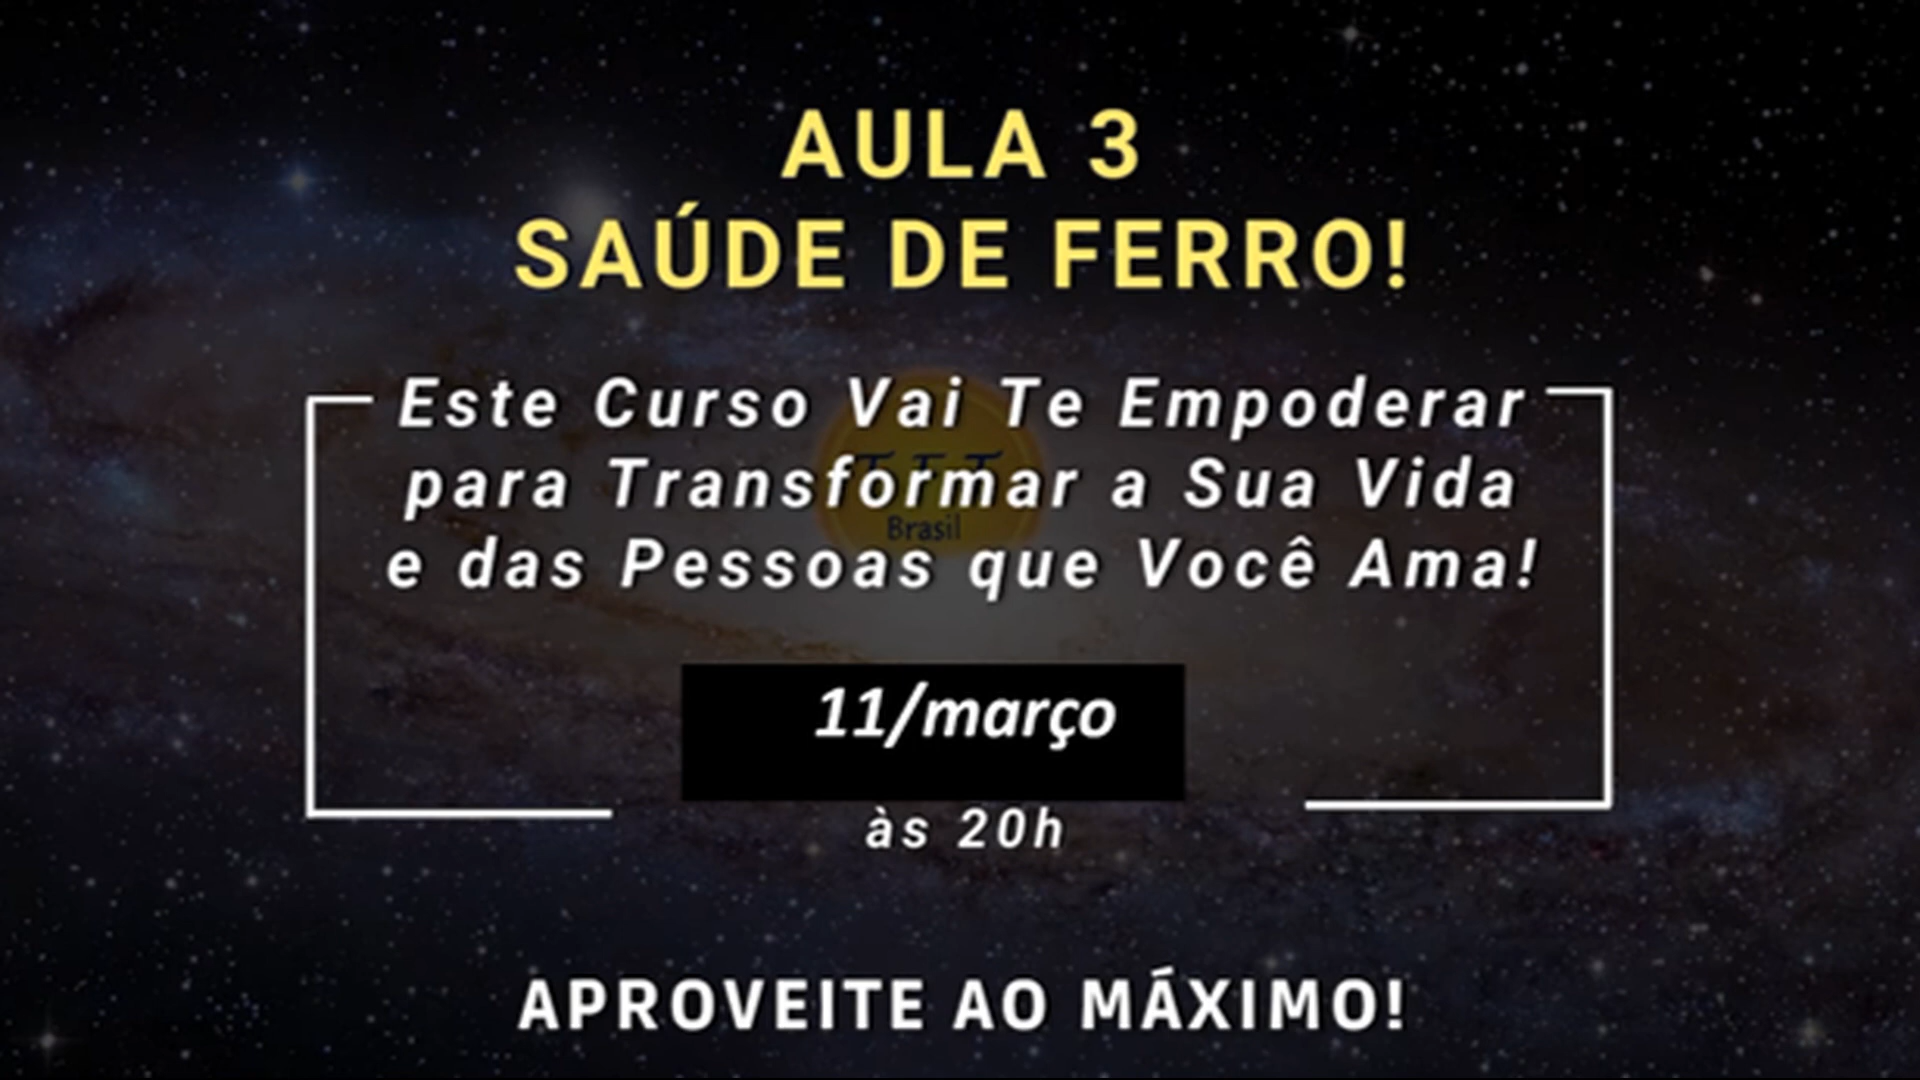 AULA 3
SAÚDE DE FERRO!
Este Curso Vai Te Empoderar
para Transformar a Sua Vida
e das Pessoas que Você Ama!
Brasil
11/março
às 20h
APROVEITE AO MÁXIMO!